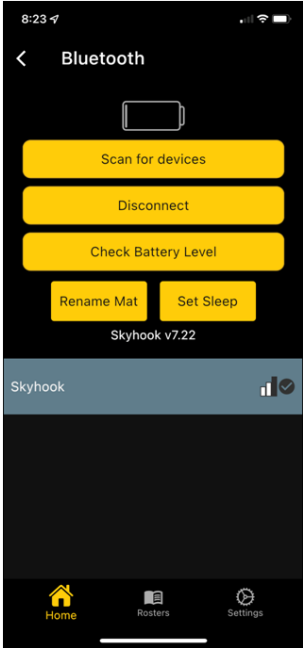 8:23
Bluetooth
Scan for devices
Disconnect
Check Battery Level
Rename Mat Set Sleep
Skyhook v7.22
Skyhook
Home Rosters Settings